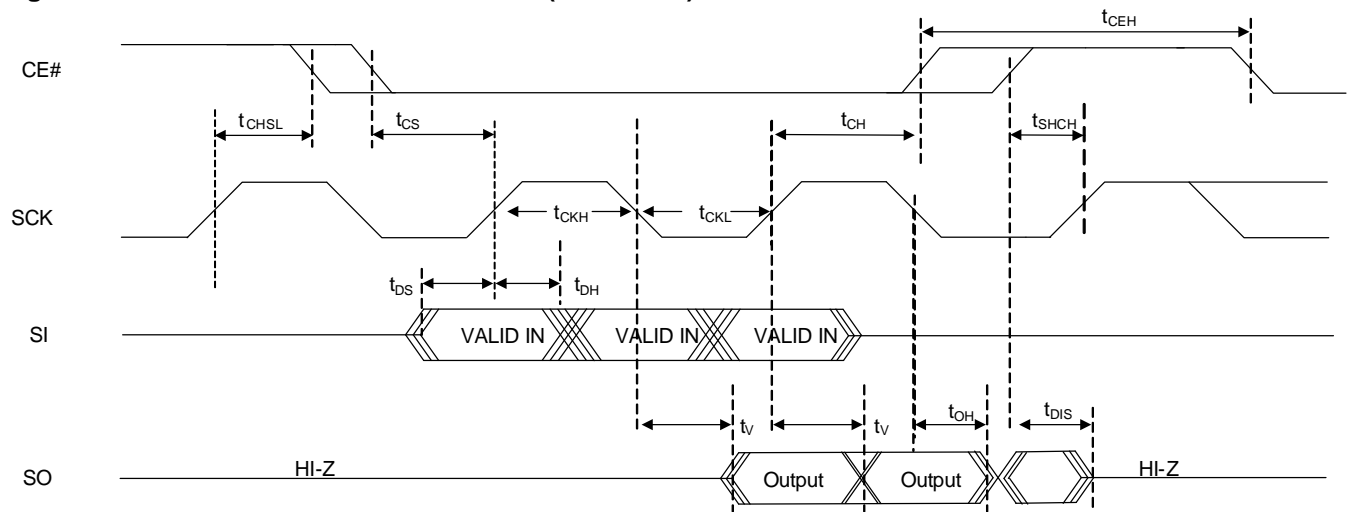 tCEH
CE#
tCHSL
tCS
tCH
tSHCH
SCK
tCKH
tCKL
tDS
tDH
SI
VALID IN
VALID IN
VALID IN
tV
tV
tOH
tDIS
SO
HI-Z
Output
Output
HI-Z